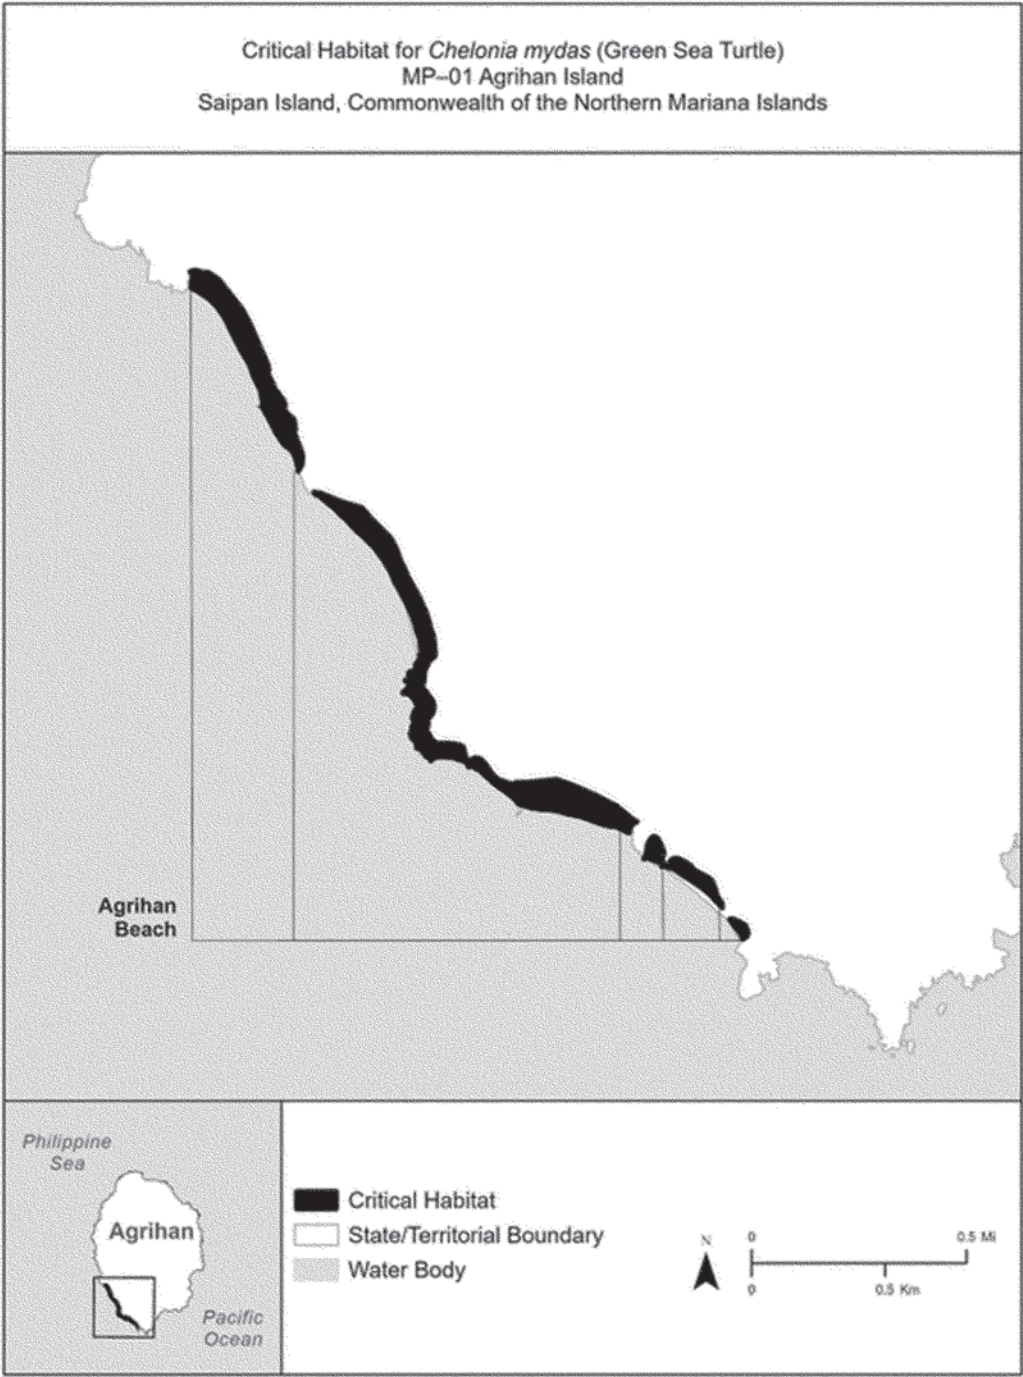 Critical Habitat for Chelonia mydas (Green Sea Turtle)
MP–01 Agrihan Island
Saipan Island, Commonwealth of the Northern Mariana Islands
Agrihan
Beach
Philippine
Sea
Agrihan
Pacific
Ocean
Critical Habitat
State/Territorial Boundary
Water Body
N
0
0.5 Mi
0
0.5 Km